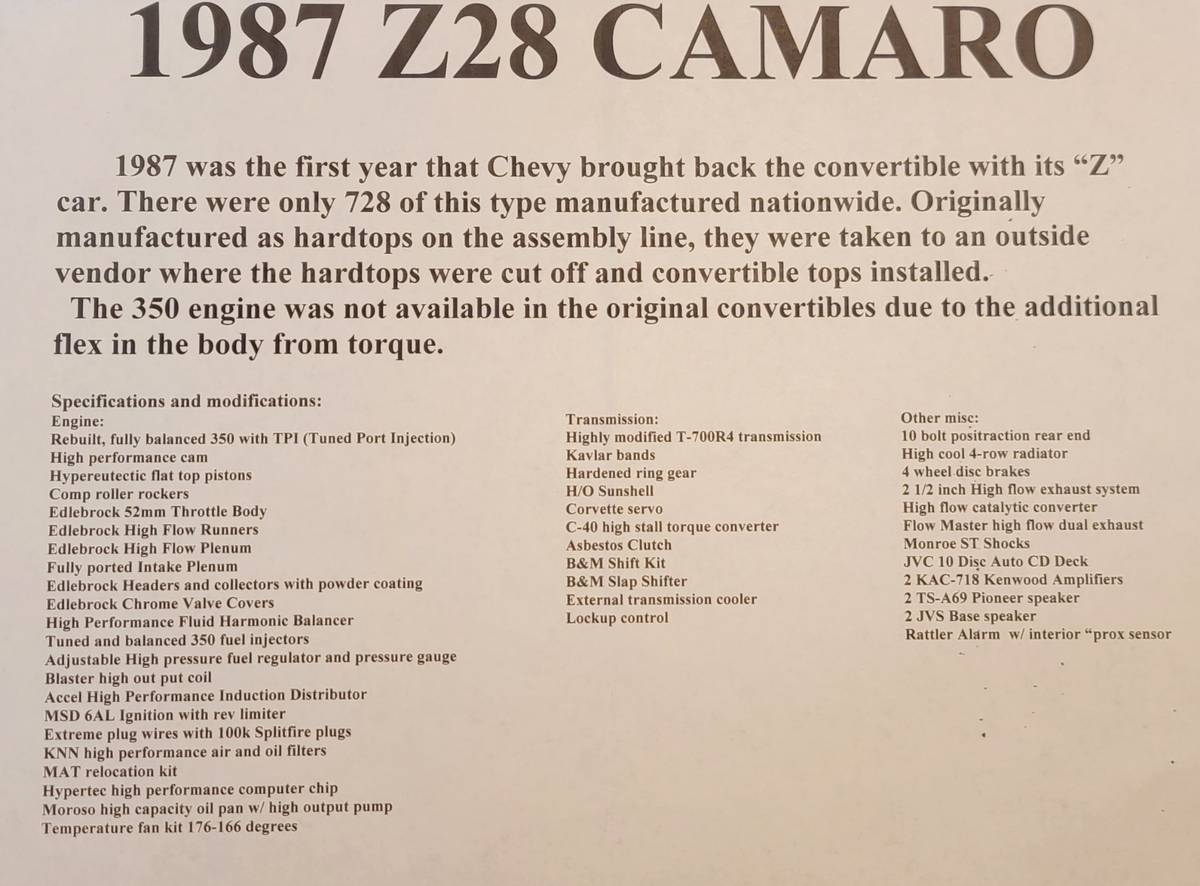 1987 Z28 CAMARO
1987 was the first year that Chevy brought back the convertible with its “Z”
car. There were only 728 of this type manufactured nationwide. Originally
manufactured as hardtops on the assembly line, they were taken to an outside
vendor where the hardtops were cut off and convertible tops installed.
The 350 engine was not available in the original convertibles due to the additional
flex in the body from torque.
Specifications and modifications:
Engine:
Rebuilt, fully balanced 350 with TPI (Tuned Port Injection)
High performance cam
Hypereutectic flat top pistons
Comp roller rockers
Edlebrock 52mm Throttle Body
Edlebrock High Flow Runners
Edlebrock High Flow Plenum
Fully ported Intake Plenum
Edlebrock Headers and collectors with powder coating
Edlebrock Chrome Valve Covers
High Performance Fluid Harmonic Balancer
Tuned and balanced 350 fuel injectors
Adjustable High pressure fuel regulator and pressure gauge
Blaster high out put coil
Accel High Performance Induction Distributor
MSD 6AL Ignition with rev limiter
Extreme plug wires with 100k Splitfire plugs
KNN high performance air and oil filters
MAT relocation kit
Hypertec high performance computer chip
Moroso high capacity oil pan w/ high output pump
Temperature fan kit 176-166 degrees
Transmission:
Highly modified T-700R4 transmission
Kavlar bands
Hardened ring gear
H/O Sunshell
Corvette servo
C-40 high stall torque converter
Asbestos Clutch
B&M Shift Kit
B&M Slap Shifter
External transmission cooler
Lockup control
Other misc:
10 bolt positraction rear end
High cool 4-row radiator
4 wheel disc brakes
2 1/2 inch High flow exhaust system
High flow catalytic converter
Flow Master high flow dual exhaust
Monroe ST Shocks
JVC 10 Disc Auto CD Deck
2 KAC-718 Kenwood Amplifiers
2 TS-A69 Pioneer speaker
2 JVS Base speaker
Rattler Alarm w/ interior “prox sensor